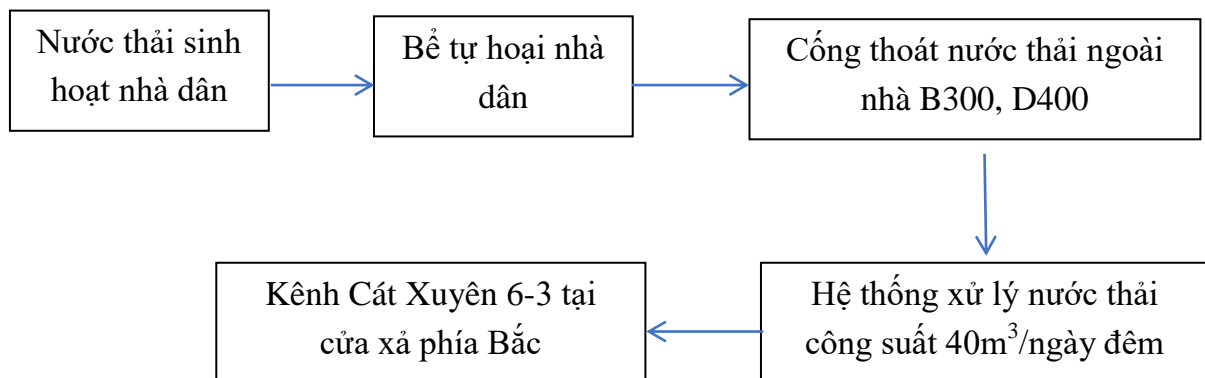 Nước thải sinh
hoạt nhà dân
Bể tự hoại nhà
dân
Cống thoát nước thải ngoài
nhà B300, D400
Hệ thống xử lý nước thải
công suất 40m³/ngày đêm
Kênh Cát Xuyên 6-3 tại
cửa xả phía Bắc